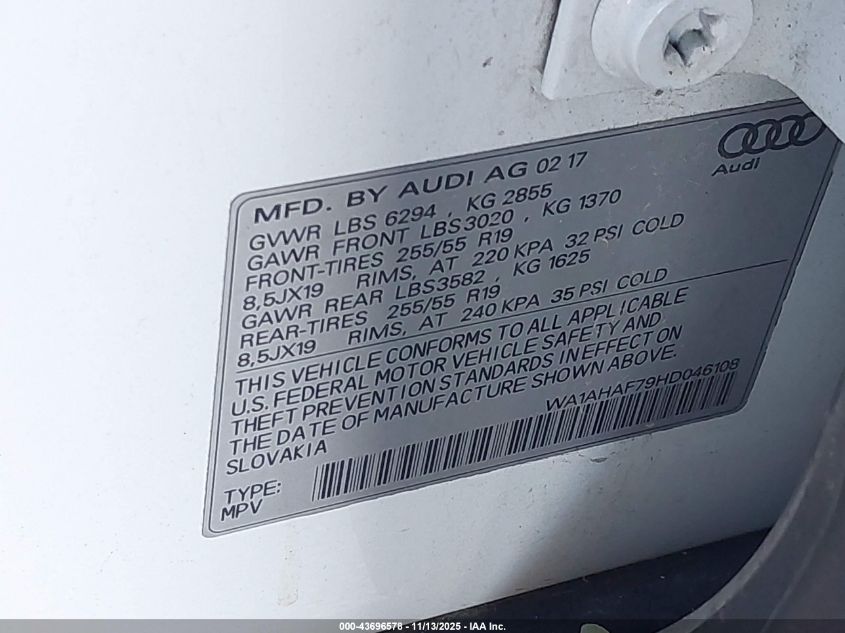 MFD. BY AUDI AG 02 17
Audi
GVWR LBS 6294 , KG 2855
GAWR FRONT LBS3020 , KG 1370
FRONT-TIRES 255/55 R19
8,5JX19 RIMS, AT 220 KPA 32 PSI COLD
GAWR REAR LBS3582 , KG 1625
REAR-TIRES 255/55 R19
8,5JX19 RIMS, AT 240 KPA 35 PSI COLD
THIS VEHICLE CONFORMS TO ALL APPLICABLE
U.S. FEDERAL MOTOR VEHICLE SAFETY AND
THEFT PREVENTION STANDARDS IN EFFECT ON
THE DATE OF MANUFACTURE SHOWN ABOVE.
SLOVAKIA
WA1AHAF79HD046108
TYPE:
MPV
000-43696578 - 11/13/2025 - IAA Inc.